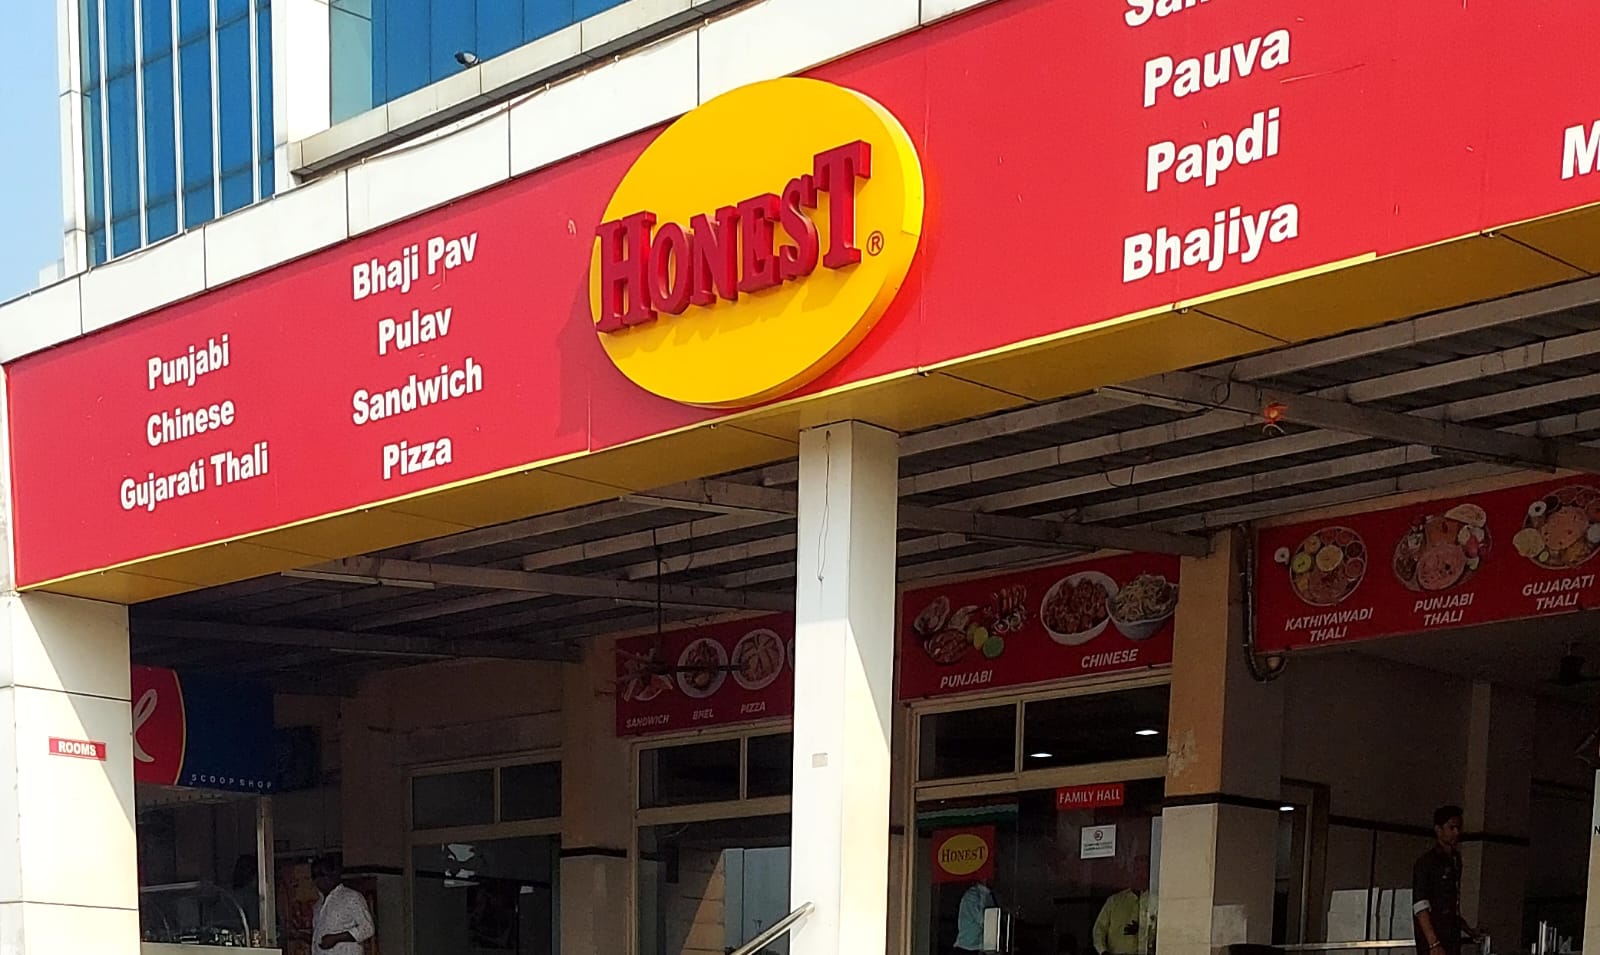 Punjabi
Chinese
Gujarati Thali
Bhaji Pav
Pulav
Sandwich
Pizza
HONEST®
Pauva
Papdi
Bhajiya
SANDWICH
BHEL
PIZZA
PUNJABI
CHINESE
KATHIYAWADI
THALI
PUNJABI
THALI
GUJARATI
THALI
ROOMS
SCOOP SHOP
FAMILY HALL
HONEST